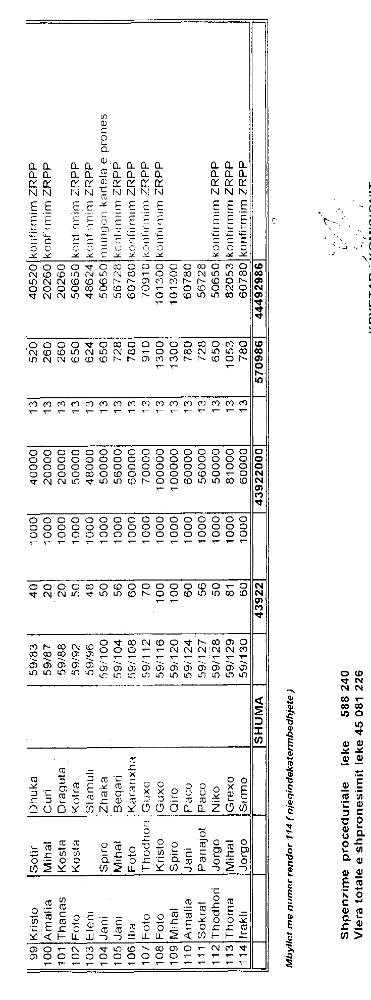 99 Kristo Sotir Dhuka 59/83 40 1000 40000 13 520 40520 konfirmim ZRPP
100 Amalia Mihal Curi 59/87 20 1000 20000 13 260 20260 konfirmim ZRPP
101 Thanas Kosta Draguta 59/88 20 1000 20000 13 260 20260
102 Foto Kosta Kotra 59/92 50 1000 50000 13 650 50650 konfirmim ZRPP
103 Eleni Stamuli 59/96 48 1000 48000 13 624 48624 konfirmim ZRPP
104 Jani Spiro Zhaka 59/100 50 1000 50000 13 650 50650 mungon kartela e prones
105 Jani Mihal Beqari 59/104 56 1000 56000 13 728 56728 konfirmim ZRPP
106 Ilia Foto Karanxha 59/108 60 1000 60000 13 780 60780 konfirmim ZRPP
107 Foto Thodhori Guxo 59/112 70 1000 70000 13 910 70910 konfirmim ZRPP
108 Foto Kristo Guxo 59/116 100 1000 100000 13 1300 101300 konfirmim ZRPP
109 Mihal Spiro Qiro 59/120 100 1000 100000 13 1300 101300
110 Amalia Jani Paco 59/124 60 1000 60000 13 780 60780
111 Sokrat Panajot Paco 59/127 56 1000 56000 13 728 56728
112 Thodhori Jorgo Niko 59/128 50 1000 50000 13 650 50650 konfirmim ZRPP
113 Thoma Mihal Grexo 59/129 81 1000 81000 13 1053 82053 konfirmim ZRPP
114 Irakli Jorgo Sirmo 59/130 60 1000 60000 13 780 60780 konfirmim ZRPP
SHUMA 43922 43922000 570986 44492986
Mbyllet me numer rendor 114 ( njeqindekatermbedhjete )
Shpenzime proceduriale leke 588 240
Vlera totale e shpronesimit leke 45 081 226
KRYETAR KOMISIONIT